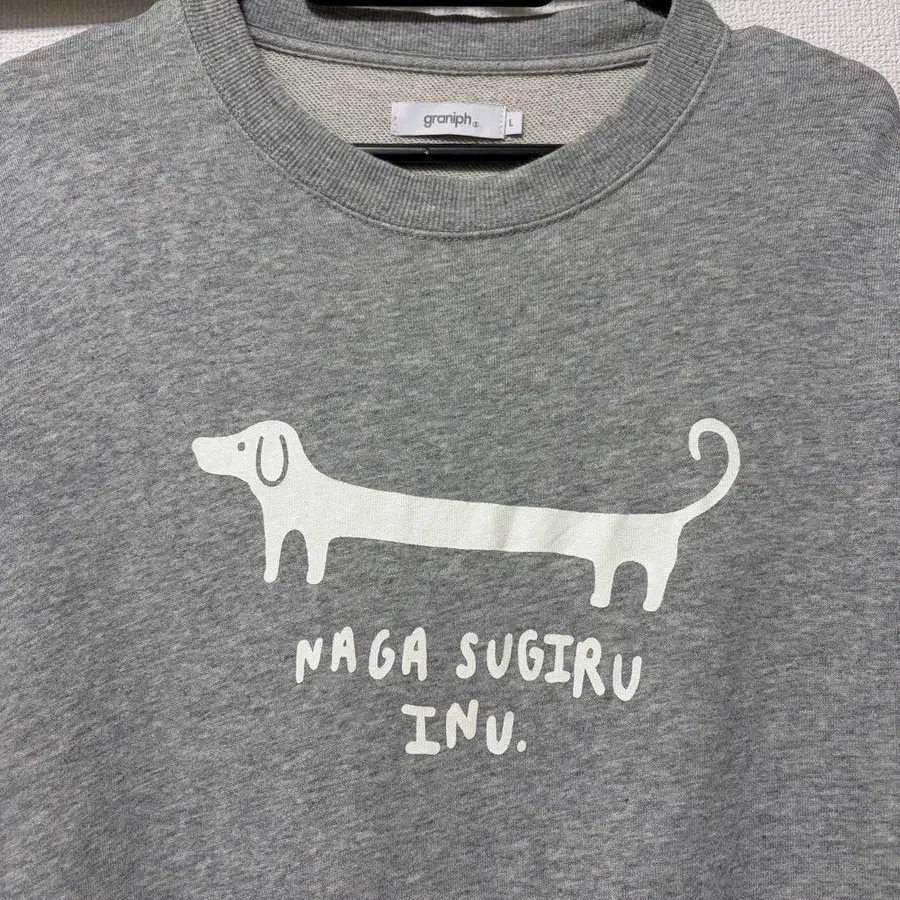 graniph
L
NAGA SUGIRU
INU.